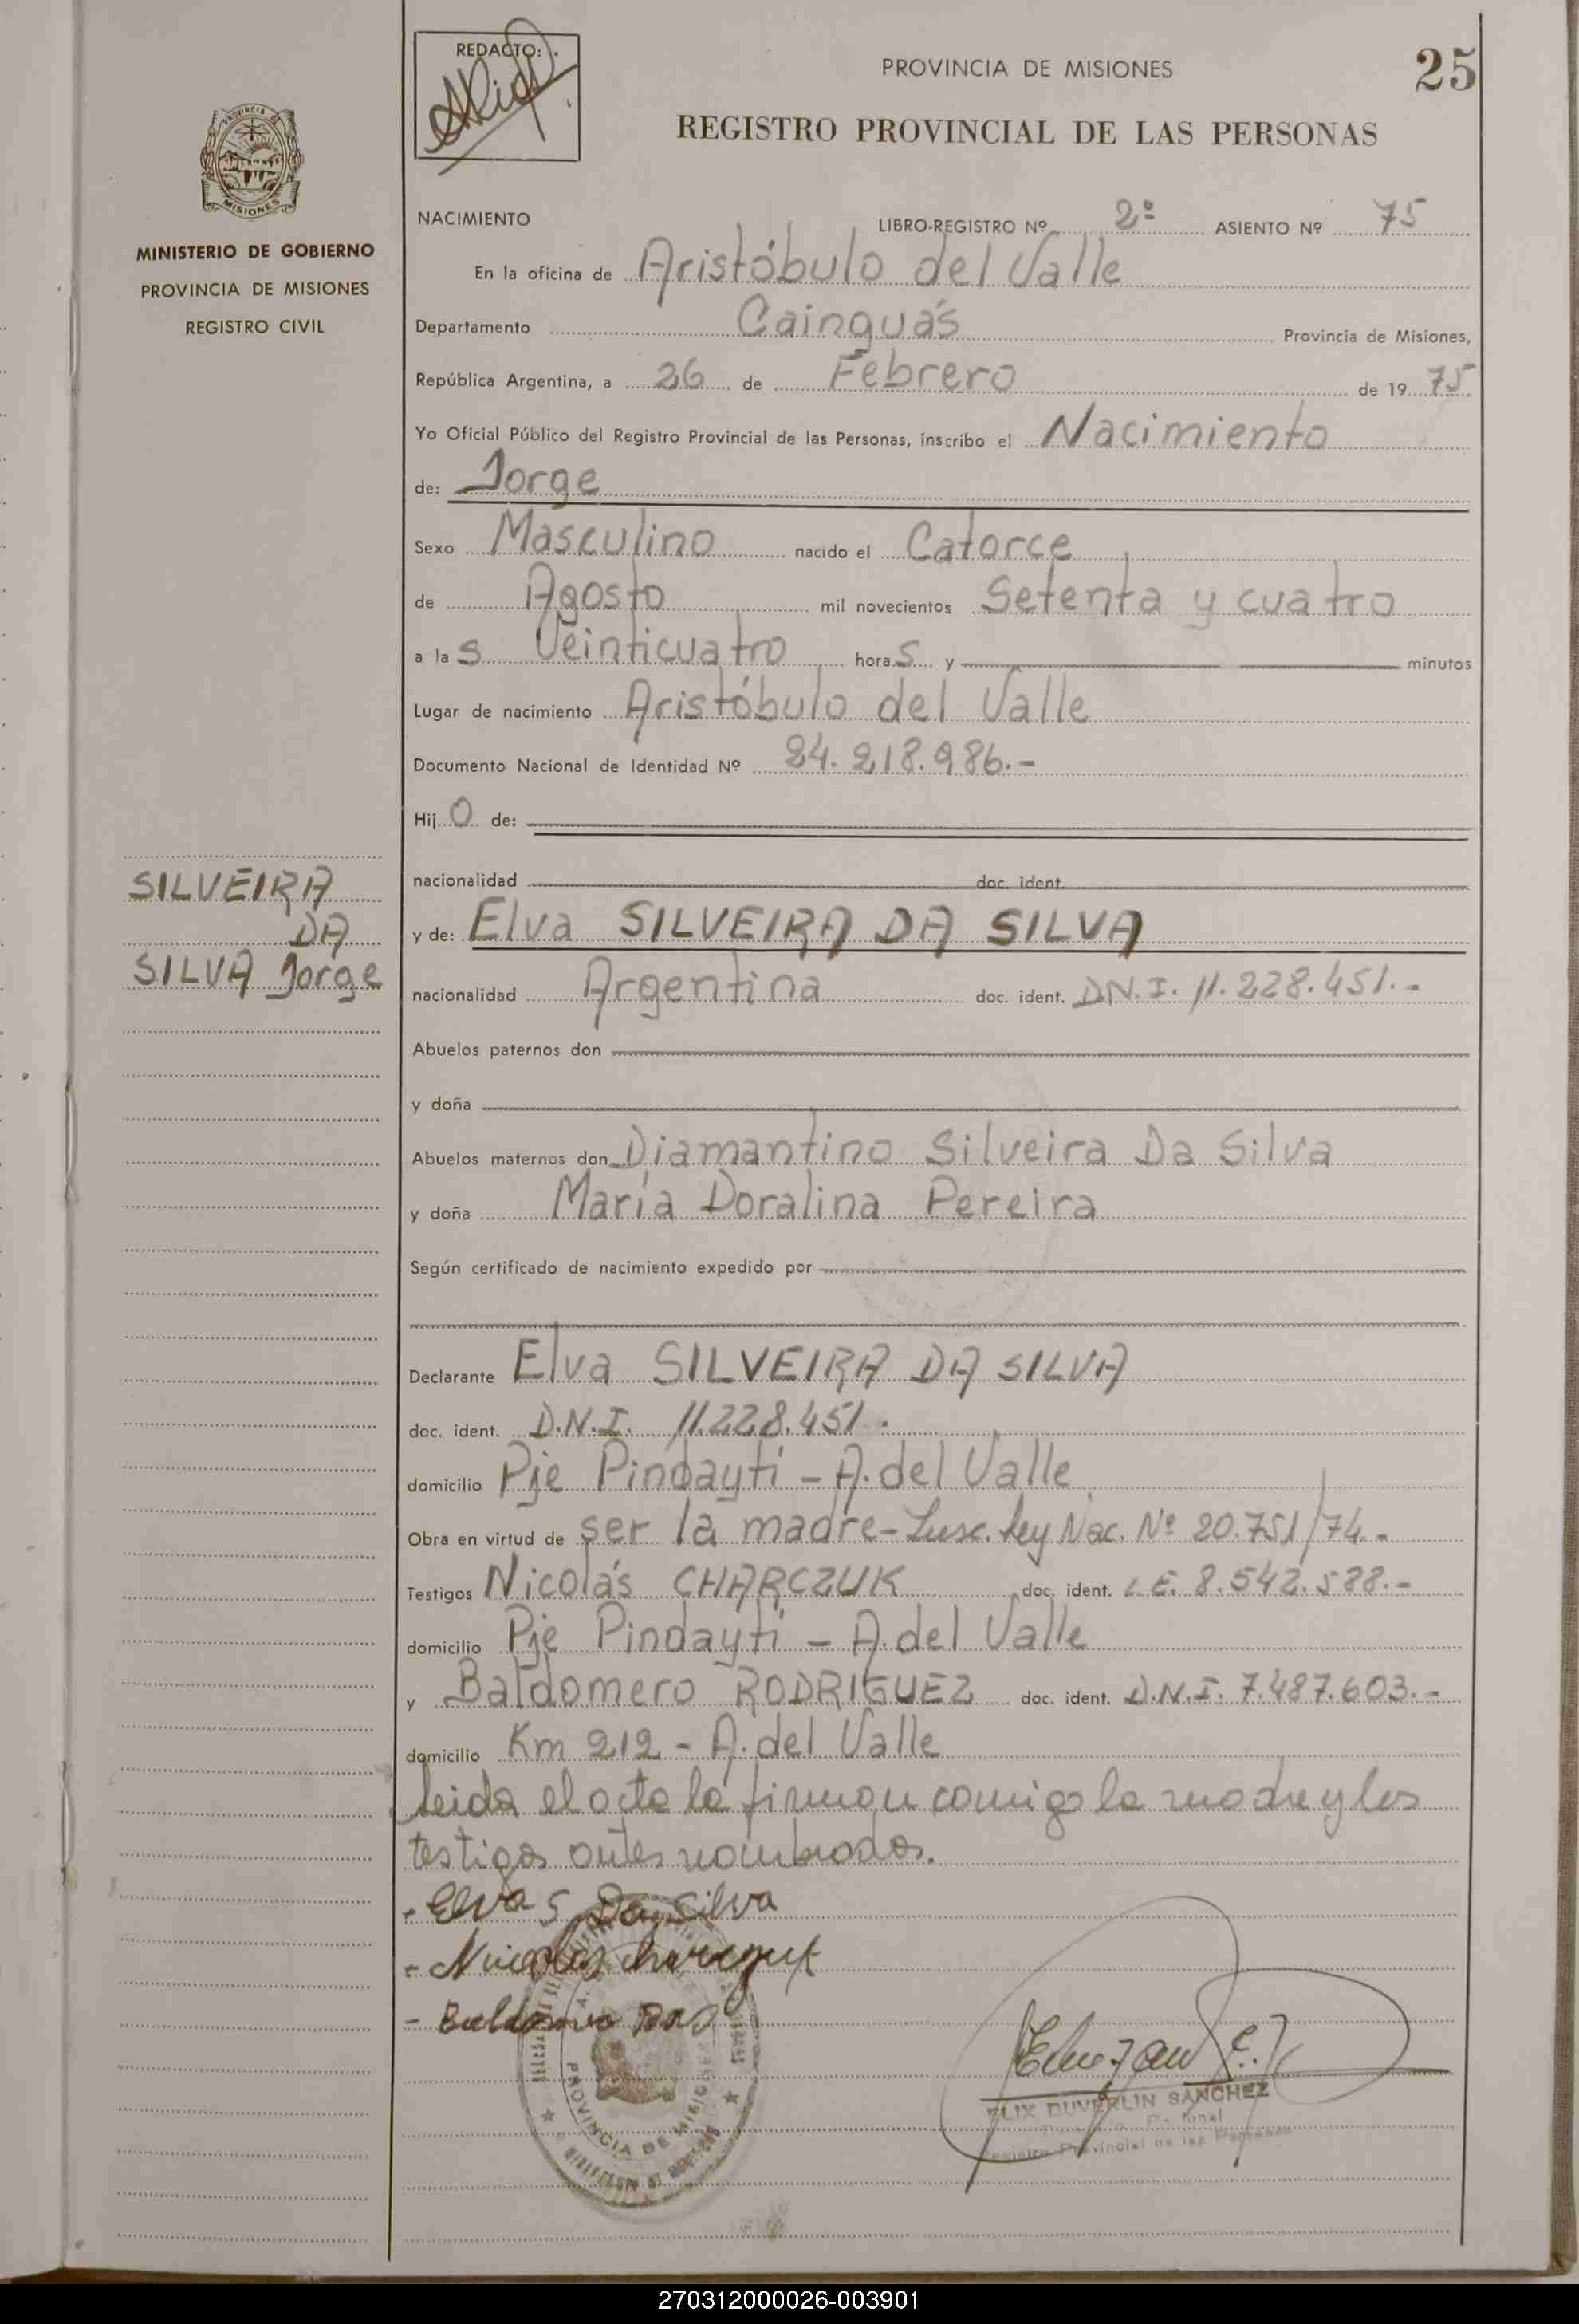 REDACTO:
PROVINCIA DE MISIONES
25
REGISTRO PROVINCIAL DE LAS PERSONAS
MISIONES
MINISTERIO DE GOBIERNO
PROVINCIA DE MISIONES
REGISTRO CIVIL
NACIMIENTO LIBRO-REGISTRO Nº 2º ASIENTO Nº 75
En la oficina de Aristóbulo del Valle
Departamento Cainguás Provincia de Misiones,
República Argentina, a 26 de Febrero de 1975
Yo Oficial Público del Registro Provincial de las Personas, inscribo el Nacimiento
de: Jorge
Sexo Masculino nacido el Catorce
de Agosto mil novecientos Setenta y cuatro
a las Veinticuatro horas y minutos
Lugar de nacimiento Aristóbulo del Valle
Documento Nacional de Identidad Nº 24.218.986.-
Hijo de:
nacionalidad doc. ident.
SILVEIRA
DA
SILVA Jorge
y de: Elva SILVEIRA DA SILVA
nacionalidad Argentina doc. ident. D.N.I. 11.228.451.-
Abuelos paternos don
y doña
Abuelos maternos don Diamantino Silveira Da Silva
y doña María Doralina Pereira
Según certificado de nacimiento expedido por
Declarante Elva SILVEIRA DA SILVA
doc. ident. D.N.I. 11.228.451.
domicilio Pje Pindayti - A. del Valle
Obra en virtud de ser la madre- Ley Nac. Nº 20.751/74.-
Testigos Nicolás CHARCZUK doc. ident. L.E. 8.542.588.-
domicilio Pje Pindayti - A. del Valle
y Baldomero RODRIGUEZ doc. ident. D.N.I. 7.487.603.-
domicilio Km 212 - A. del Valle
leida el acta la firman comigo la madre y los
testigos antes nombrados.
- Elva S Da Silva
- Nicolas
PROVINCIA DE MISIONES
DUVERLIN SANCHEZ
Provincial de las Personas
270312000026-003901